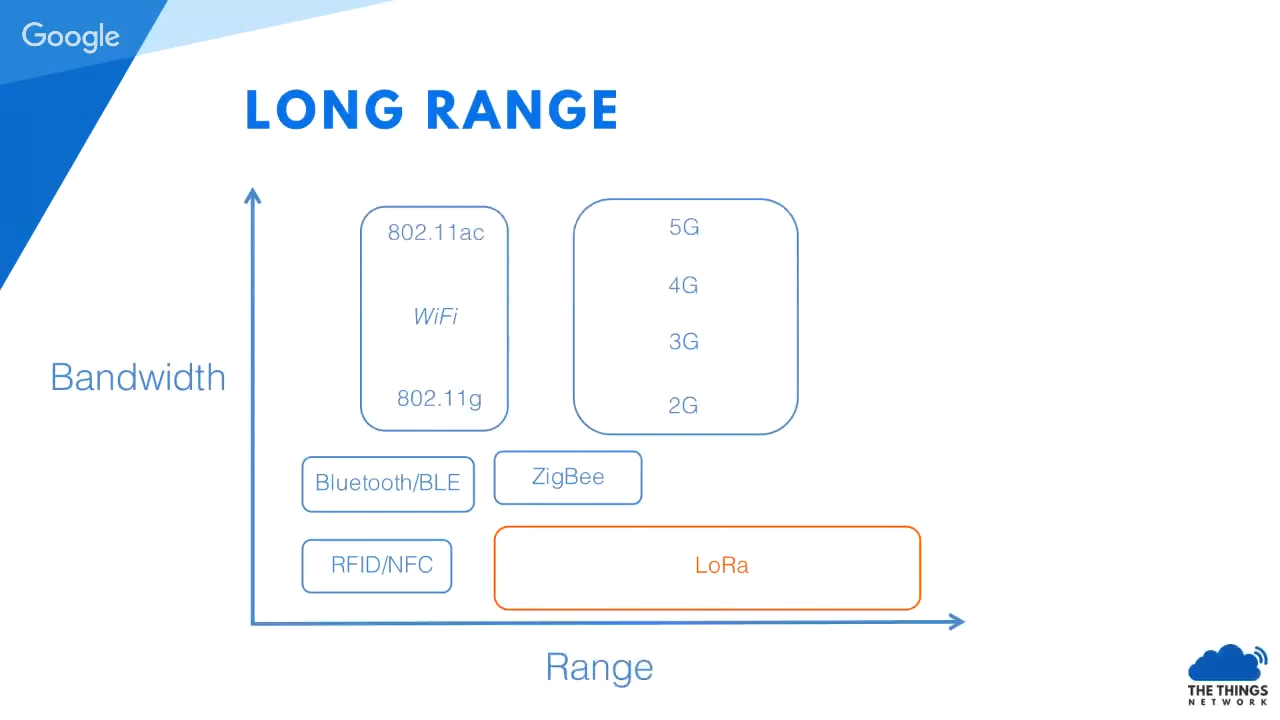 Google
LONG RANGE
802.11ac
5G
4G
WiFi
3G
Bandwidth
802.11g
2G
Bluetooth/BLE
ZigBee
RFID/NFC
LoRa
Range
THE THINGS
NETWORK